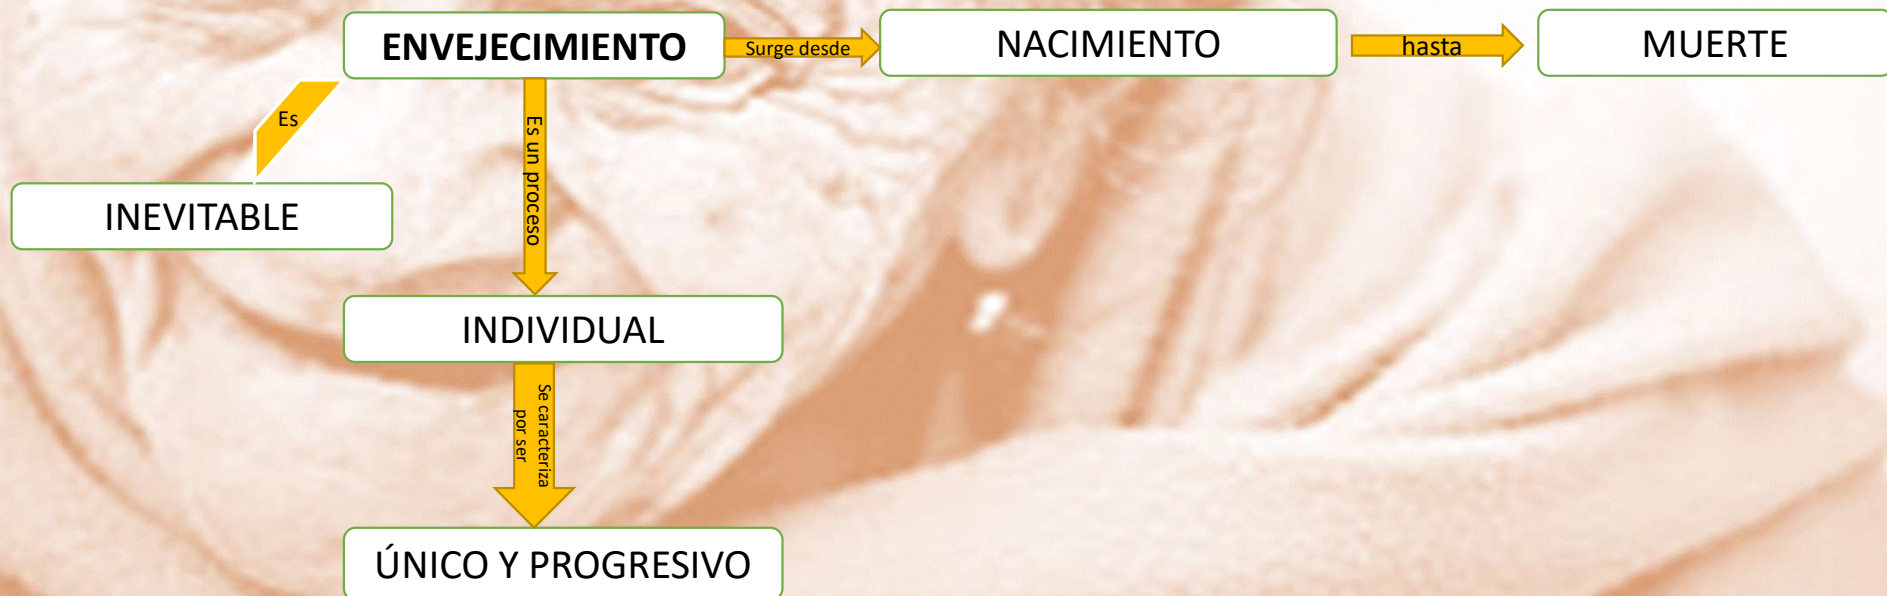 ENVEJECIMIENTO
Surge desde
NACIMIENTO
hasta
MUERTE
Es
Es un proceso
INEVITABLE
INDIVIDUAL
Se caracteriza
por ser
ÚNICO Y PROGRESIVO